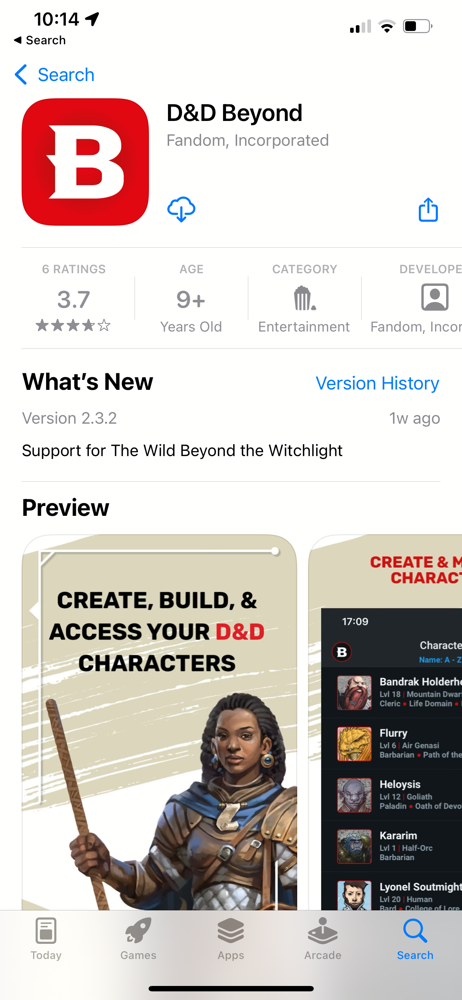 10:14
Search
Search
B
D&D Beyond
Fandom, Incorporated
6 RATINGS
3.7
AGE
9+
Years Old
CATEGORY
Entertainment
DEVELOPE
Fandom, Incor
What's New
Version History
Version 2.3.2
1w ago
Support for The Wild Beyond the Witchlight
Preview
CREATE, BUILD, &
ACCESS YOUR D&D
CHARACTERS
CREATE & M
CHARACT
17:09
B
Characte
Name: A - Z
Bandrak Holderhe
Lvl 18 | Mountain Dwar
Cleric • Life Domain •
Flurry
Lvl 6 | Air Genasi
Barbarian • Path of the
Heloysis
Lvl 12 | Goliath
Paladin • Oath of Devo
Kararim
Lvl 1 | Half-Orc
Barbarian
Lyonel Soutmight
Lvl 20 | Human
Bard • College of Lore
Today
Games
Apps
Arcade
Search